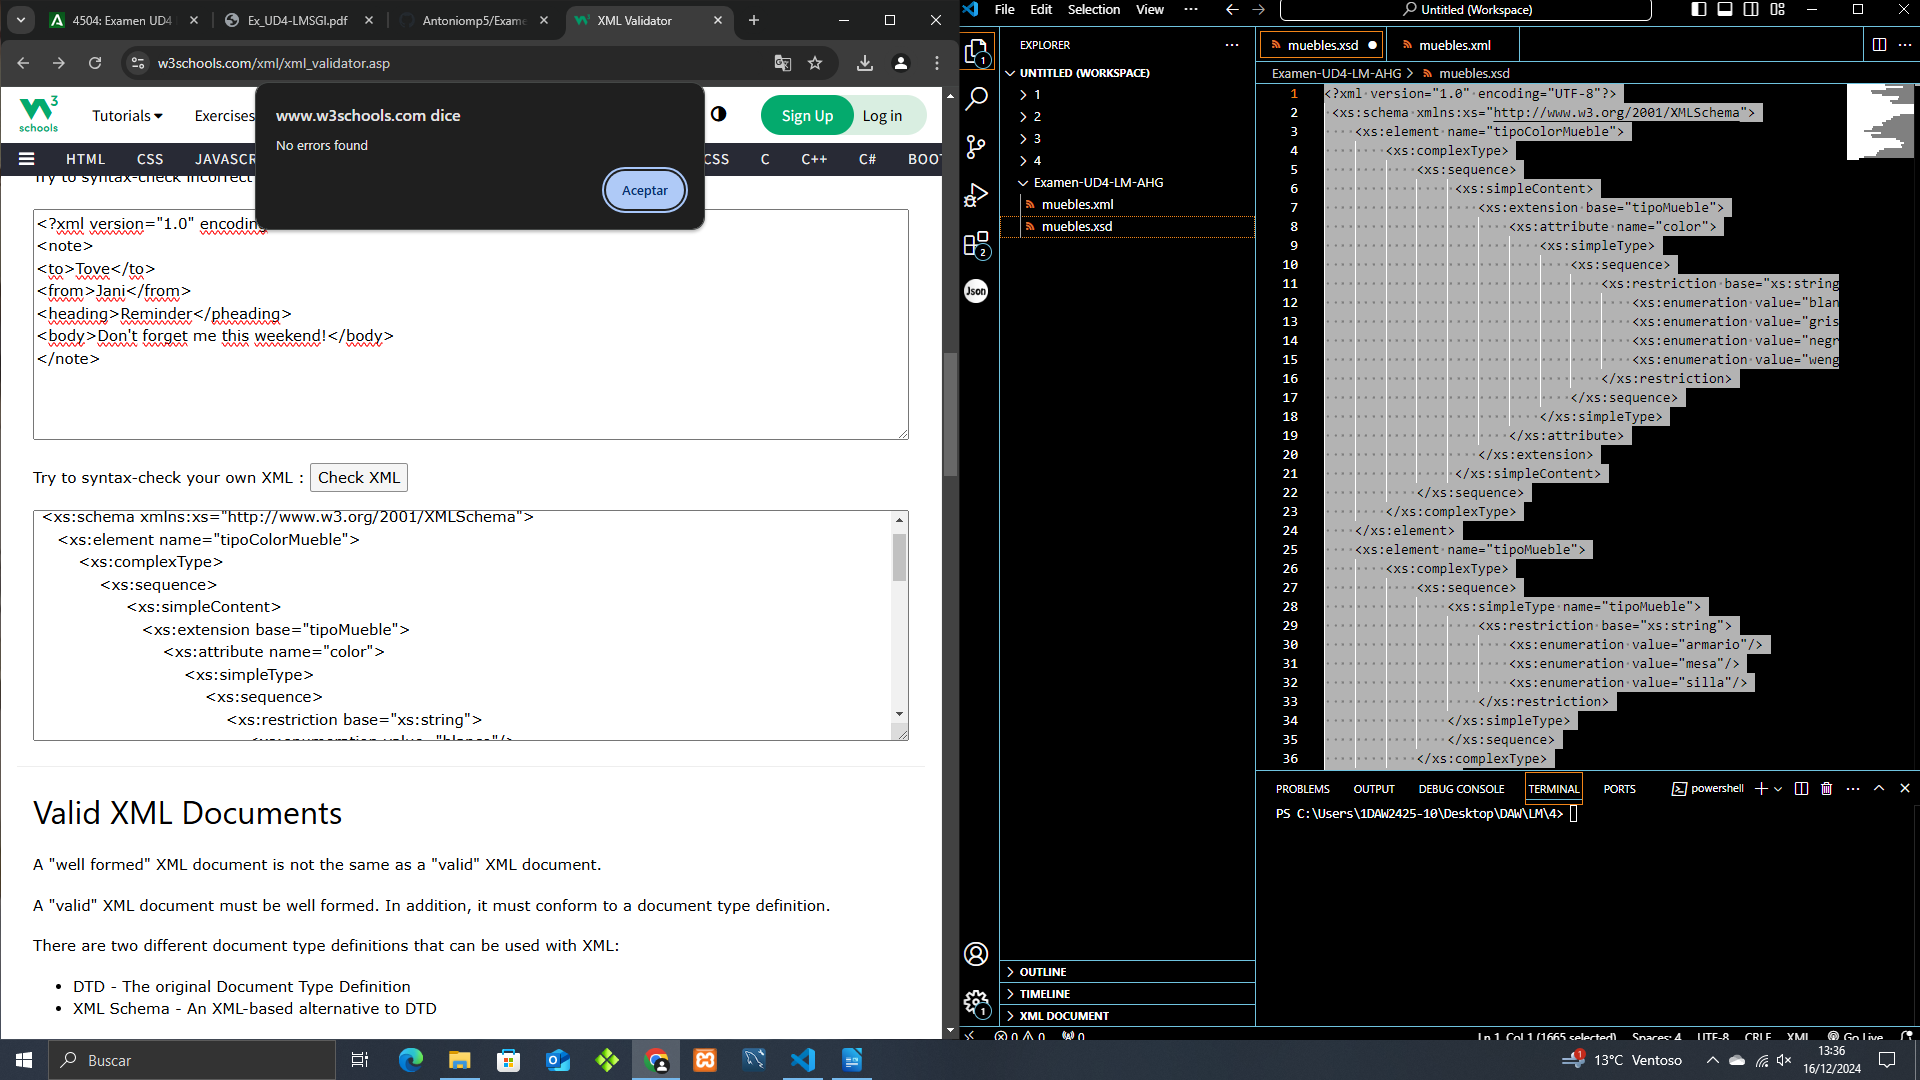 4504: Examen UD4
Ex_UD4-LMSGI.pdf
Antoniomp5/Exame
XML Validator
w3schools.com/xml/xml_validator.asp
www.w3schools.com dice
No errors found
Aceptar
schools
Tutorials
Exercises
Sign Up
Log in
HTML
CSS
JAVASCR
CSS
C
C++
C#
BOOT
Try to syntax-check incorrect
<?xml version="1.0" encoding
<note>
<to>Tove</to>
<from>Jani</from>
<heading>Reminder</pheading>
<body>Don't forget me this weekend!</body>
</note>
Try to syntax-check your own XML :
Check XML
<xs:schema xmlns:xs="http://www.w3.org/2001/XMLSchema">
<xs:element name="tipoColorMueble">
<xs:complexType>
<xs:sequence>
<xs:simpleContent>
<xs:extension base="tipoMueble">
<xs:attribute name="color">
<xs:simpleType>
<xs:sequence>
<xs:restriction base="xs:string">
<xs:enumeration value="blanco"/>
Valid XML Documents
A "well formed" XML document is not the same as a "valid" XML document.
A "valid" XML document must be well formed. In addition, it must conform to a document type definition.
There are two different document type definitions that can be used with XML:
• DTD - The original Document Type Definition
• XML Schema - An XML-based alternative to DTD
File
Edit
Selection
View
Untitled (Workspace)
EXPLORER
UNTITLED (WORKSPACE)
1
2
3
4
Examen-UD4-LM-AHG
muebles.xml
muebles.xsd
1
2
Json
1
OUTLINE
TIMELINE
XML DOCUMENT
muebles.xsd
muebles.xml
Examen-UD4-LM-AHG > muebles.xsd
1 <?xml version="1.0" encoding="UTF-8"?>
2 <xs:schema xmlns:xs="http://www.w3.org/2001/XMLSchema">
3 <xs:element name="tipoColorMueble">
4 <xs:complexType>
5 <xs:sequence>
6 <xs:simpleContent>
7 <xs:extension base="tipoMueble">
8 <xs:attribute name="color">
9 <xs:simpleType>
10 <xs:sequence>
11 <xs:restriction base="xs:string
12 <xs:enumeration value="blan
13 <xs:enumeration value="gris
14 <xs:enumeration value="negr
15 <xs:enumeration value="weng
16 </xs:restriction>
17 </xs:sequence>
18 </xs:simpleType>
19 </xs:attribute>
20 </xs:extension>
21 </xs:simpleContent>
22 </xs:sequence>
23 </xs:complexType>
24 </xs:element>
25 <xs:element name="tipoMueble">
26 <xs:complexType>
27 <xs:sequence>
28 <xs:simpleType name="tipoMueble">
29 <xs:restriction base="xs:string">
30 <xs:enumeration value="armario"/>
31 <xs:enumeration value="mesa"/>
32 <xs:enumeration value="silla"/>
33 </xs:restriction>
34 </xs:simpleType>
35 </xs:sequence>
36 </xs:complexType>
PROBLEMS
OUTPUT
DEBUG CONSOLE
TERMINAL
PORTS
powershell
PS C:\Users\1DAW2425-10\Desktop\DAW\LM\4>
0 0 0
Ln 1, Col 1 (1665 selected)
Spaces: 4
UTF-8
CRLF
XML
Go Live
Buscar
1
13°C Ventoso
13:36
16/12/2024